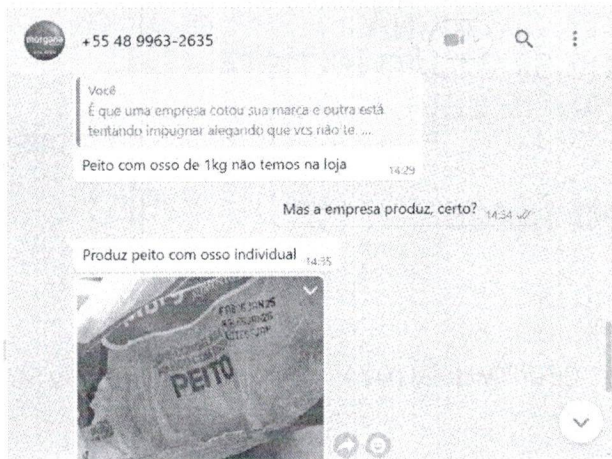 morgana
+55 48 9963-2635
Você
É que uma empresa cotou sua marca e outra está
tentando impugnar alegando que vcs não te. ...
Peito com osso de 1kg não temos na loja
14:29
Mas a empresa produz, certo?
14:34
Produz peito com osso individual
14:35
PEITO